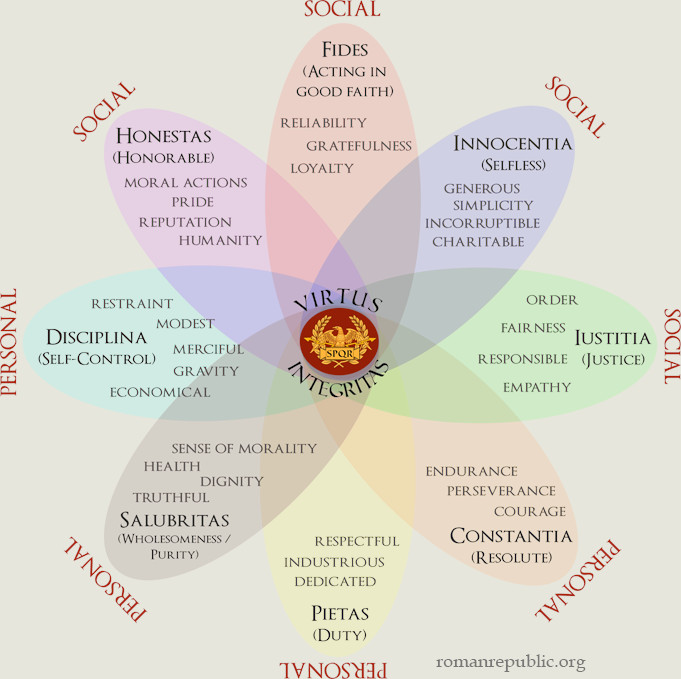 SOCIAL
FIDES
(ACTING IN
GOOD FAITH)
RELIABILITY
GRATEFULNESS
LOYALTY
SOCIAL
INNOCENTIA
(SELFLESS)
GENEROUS
SIMPLICITY
INCORRUPTIBLE
CHARITABLE
SOCIAL
IUSTITIA
(JUSTICE)
ORDER
FAIRNESS
RESPONSIBLE
EMPATHY
PERSONAL
CONSTANTIA
(RESOLUTE)
ENDURANCE
PERSEVERANCE
COURAGE
PERSONAL
PIETAS
(DUTY)
RESPECTFUL
INDUSTRIOUS
DEDICATED
PERSONAL
SALUBRITAS
(WHOLESOMENESS /
PURITY)
SENSE OF MORALITY
HEALTH
DIGNITY
TRUTHFUL
PERSONAL
DISCIPLINA
(SELF-CONTROL)
RESTRAINT
MODEST
MERCIFUL
GRAVITY
ECONOMICAL
SOCIAL
HONESTAS
(HONORABLE)
MORAL ACTIONS
PRIDE
REPUTATION
HUMANITY
VIRTUS
SPQR
INTEGRITAS
romanrepublic.org